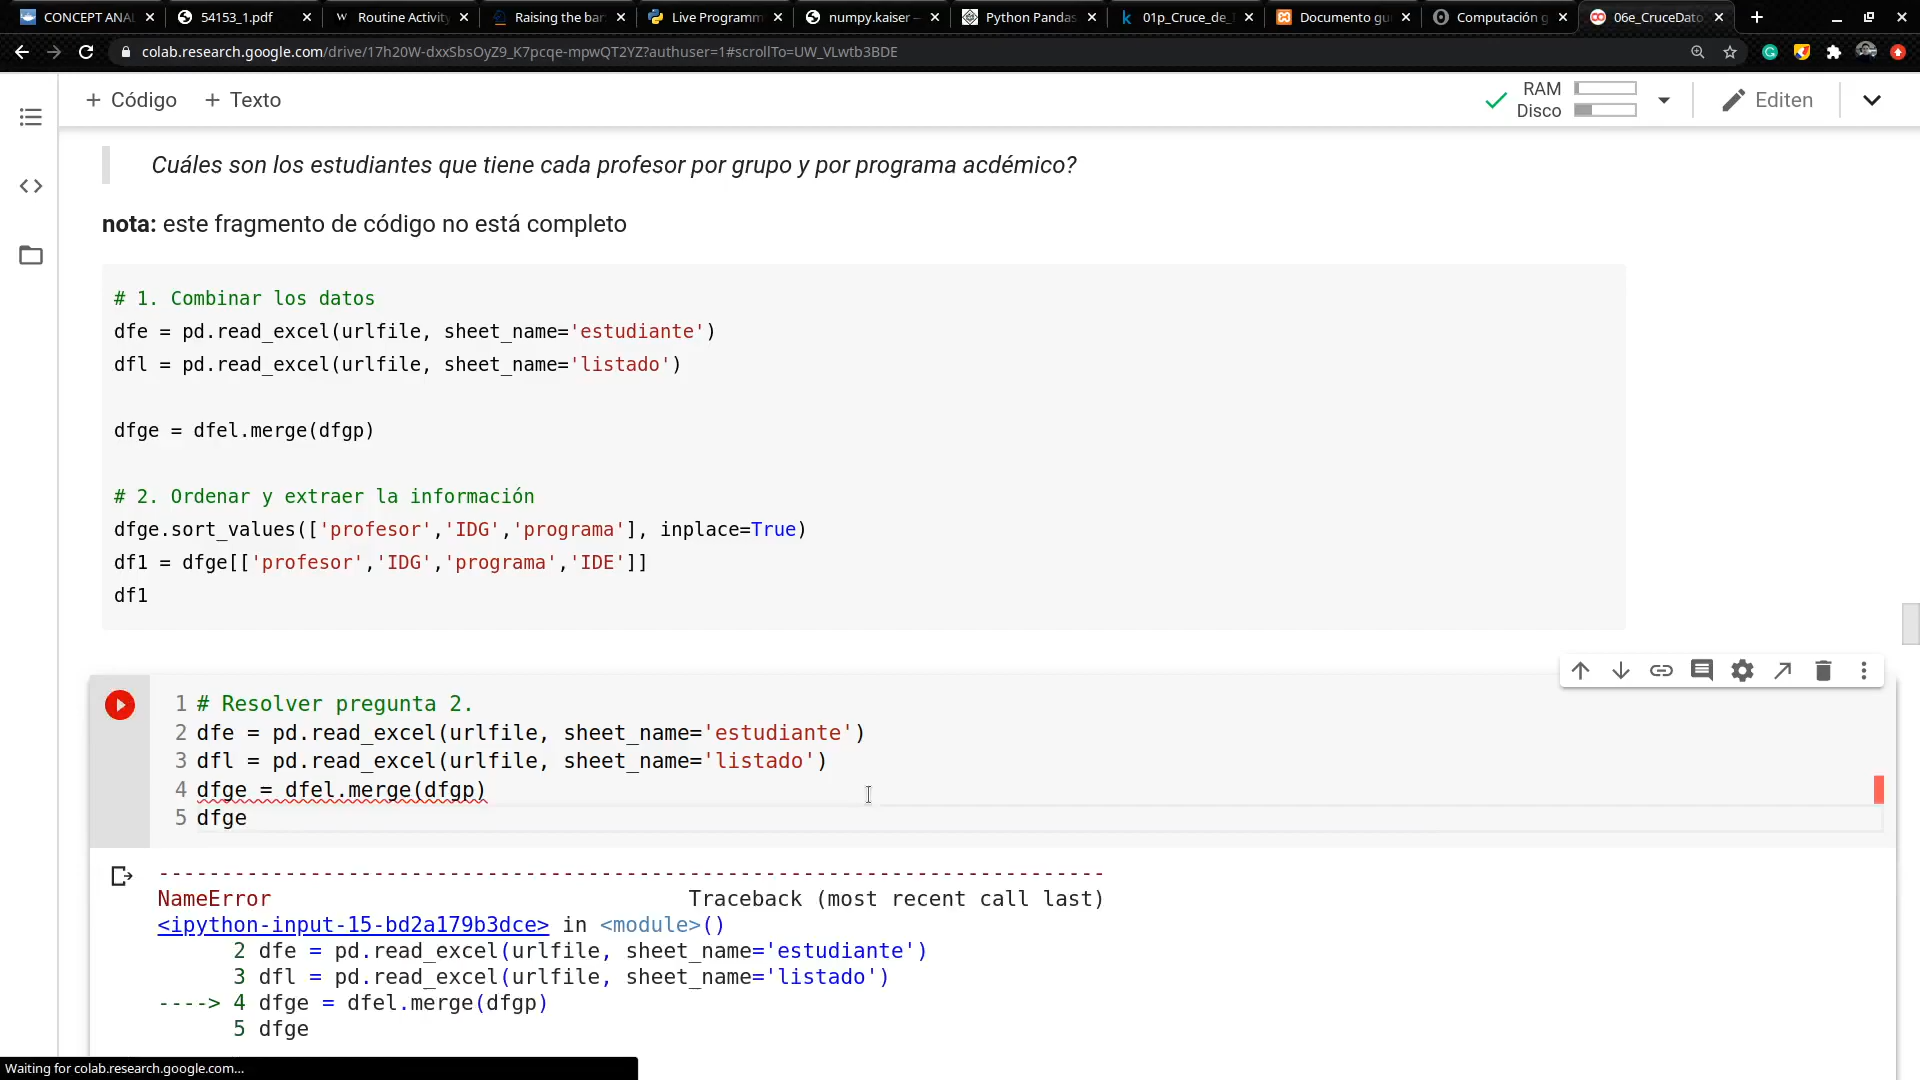 CONCEPT ANAL
54153_1.pdf
Routine Activity
Raising the bar
Live Programm
numpy.kaiser —
Python Pandas
01p_Cruce_de_
Documento gu
Computación g
06e_CruceDato
colab.research.google.com/drive/17h20W-dxxSbsOyZ9_K7pcqe-mpwQT2YZ?authuser=1#scrollTo=UW_VLwtb3BDE
+ Código + Texto
RAM
Disco
Editen
Cuáles son los estudiantes que tiene cada profesor por grupo y por programa acdémico?
nota: este fragmento de código no está completo
# 1. Combinar los datos
dfe = pd.read_excel(urlfile, sheet_name='estudiante')
dfl = pd.read_excel(urlfile, sheet_name='listado')
dfge = dfel.merge(dfgp)
# 2. Ordenar y extraer la información
dfge.sort_values(['profesor','IDG','programa'], inplace=True)
df1 = dfge[['profesor','IDG','programa','IDE']]
df1
1 # Resolver pregunta 2.
2 dfe = pd.read_excel(urlfile, sheet_name='estudiante')
3 dfl = pd.read_excel(urlfile, sheet_name='listado')
4 dfge = dfel.merge(dfgp)
5 dfge
---------------------------------------------------------------------------
NameError Traceback (most recent call last)
<ipython-input-15-bd2a179b3dce> in <module>()
2 dfe = pd.read_excel(urlfile, sheet_name='estudiante')
3 dfl = pd.read_excel(urlfile, sheet_name='listado')
----> 4 dfge = dfel.merge(dfgp)
5 dfge
Waiting for colab.research.google.com...